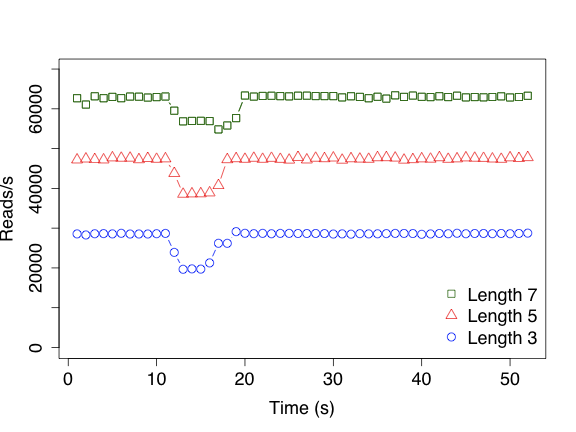 Reads/s
60000
40000
20000
0
Length 7
Length 5
Length 3
0 10 20 30 40 50
Time (s)